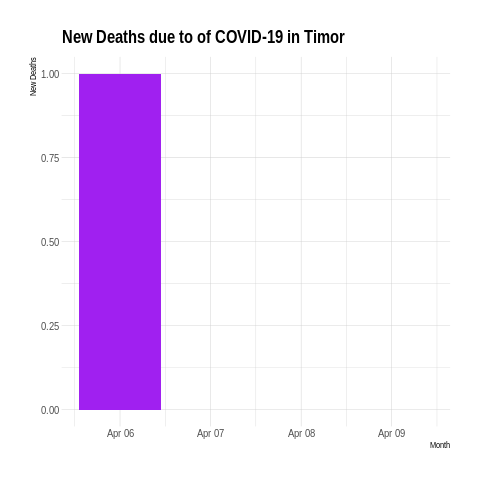 New Deaths due to of COVID-19 in Timor
New Deaths
1.00
0.75
0.50
0.25
0.00
Apr 06 Apr 07 Apr 08 Apr 09
Month